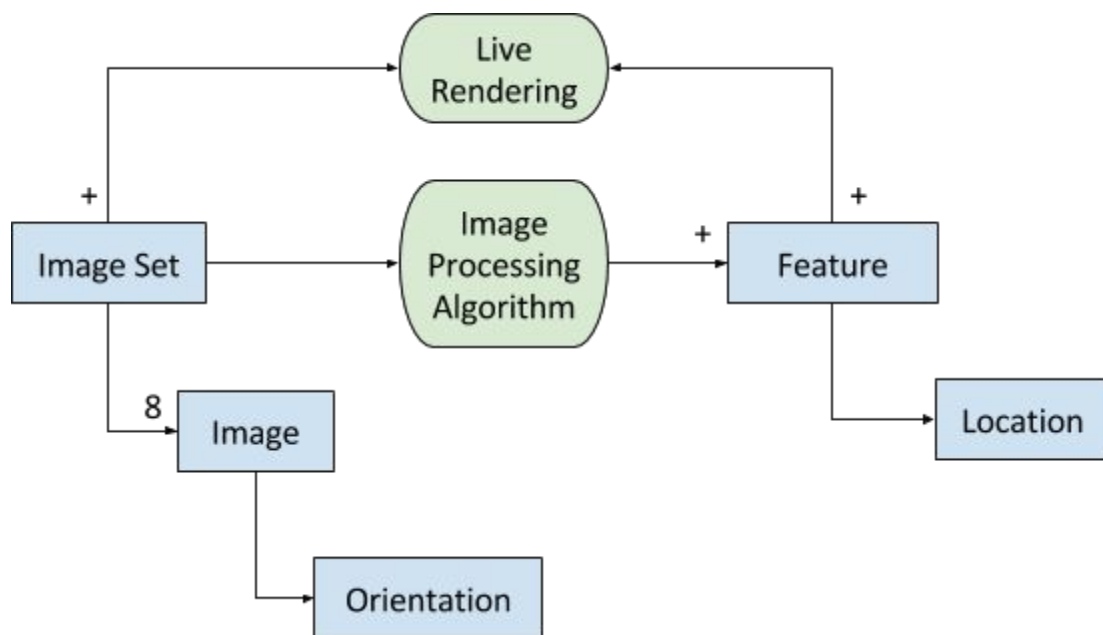 Live
Rendering
+
+
Image Set
Image
Processing
Algorithm
+
Feature
8
Image
Location
Orientation